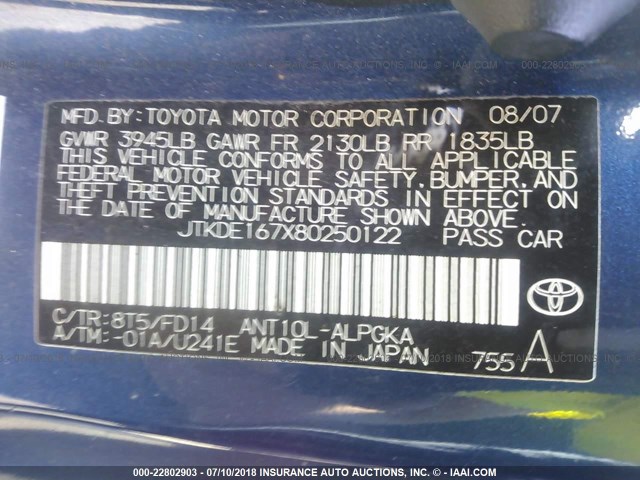 MFD. BY: TOYOTA MOTOR CORPORATION 08/07
GVWR 3945LB GAWR FR 2130LB RR 1835LB
THIS VEHICLE CONFORMS TO ALL APPLICABLE
FEDERAL MOTOR VEHICLE SAFETY, BUMPER, AND
THEFT PREVENTION STANDARDS IN EFFECT ON
THE DATE OF MANUFACTURE SHOWN ABOVE.
JTKDE167X80250122 PASS CAR
C/TR: 8T5/FD14 ANT10L-ALPGKA
A/TM: -01A/U241E MADE IN JAPAN 755 A
TOYOTA
000-22802903 - 07/10/2018 INSURANCE AUTO AUCTIONS, INC. (C) - IAAI.COM